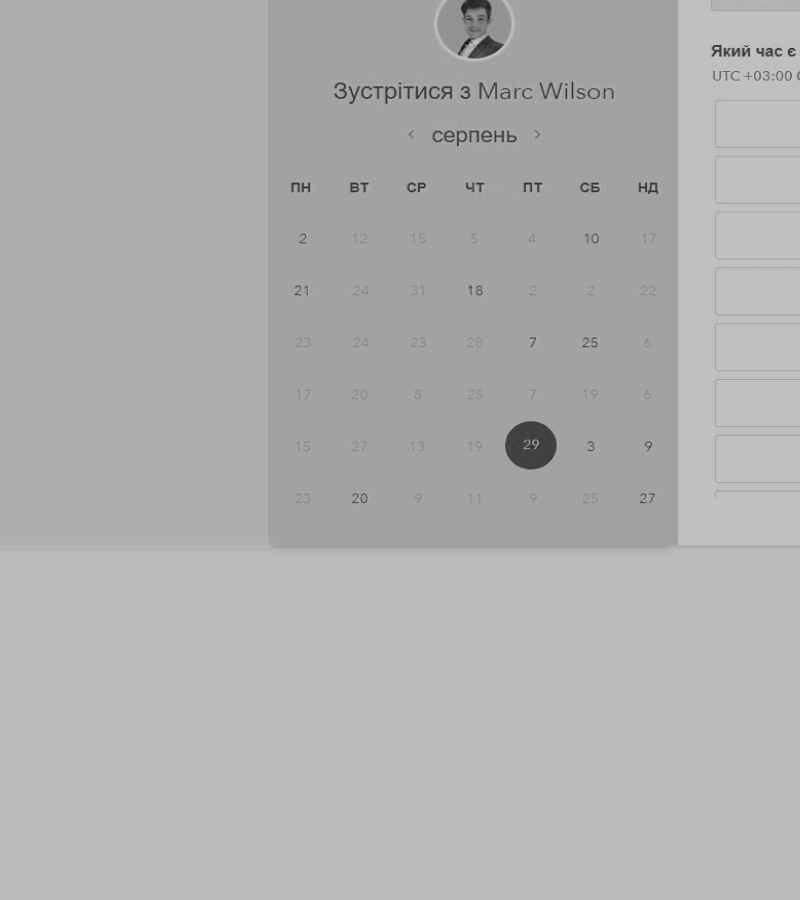 Зустрітися з Marc Wilson
серпень
ПН ВТ СР ЧТ ПТ СБ НД
2 12 15 5 4 10 17
21 24 31 18 2 2 22
23 24 23 28 7 25 6
17 20 8 25 7 19 6
15 27 13 19 29 3 9
23 20 9 11 9 25 27
Який час є
UTC +03:00